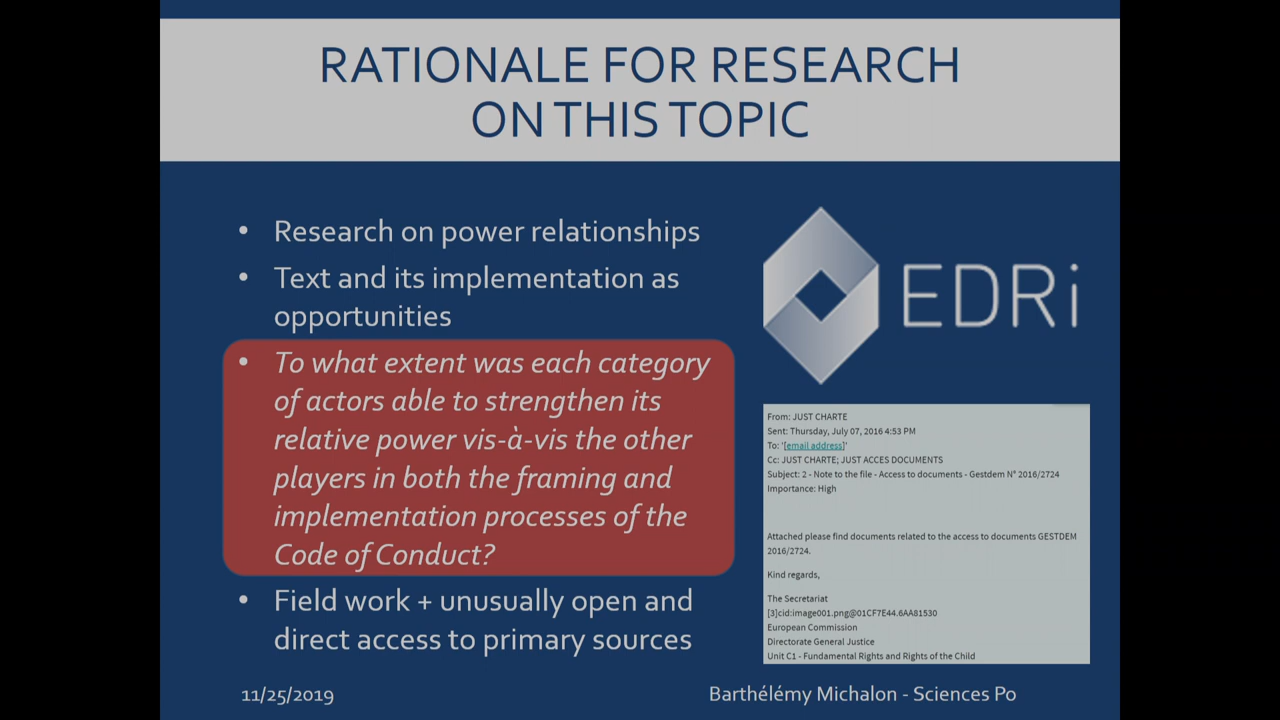 RATIONALE FOR RESEARCH
ON THIS TOPIC
• Research on power relationships
• Text and its implementation as
opportunities
• To what extent was each category
of actors able to strengthen its
relative power vis-à-vis the other
players in both the framing and
implementation processes of the
Code of Conduct?
• Field work + unusually open and
direct access to primary sources
EDRi
From: JUST CHARTE
Sent: Thursday, July 07, 2016 4:53 PM
To: '[email address]'
Cc: JUST CHARTE; JUST ACCES DOCUMENTS
Subject: 2 - Note to the file - Access to documents - Gestdem N° 2016/2724
Importance: High
Attached please find documents related to the access to documents GESTDEM
2016/2724.
Kind regards,
The Secretariat
[3]cid:image001.png@01CF7E44.6AA81530
European Commission
Directorate General Justice
Unit C1 - Fundamental Rights and Rights of the Child
11/25/2019
Barthélémy Michalon - Sciences Po